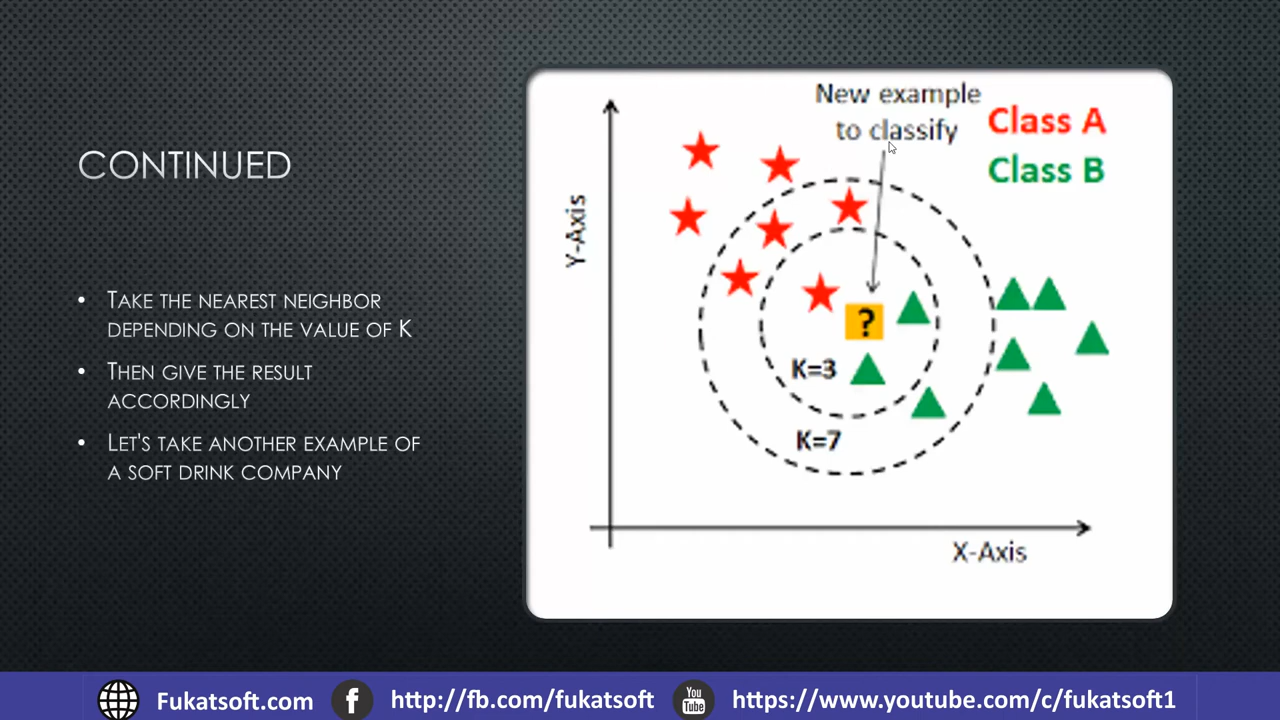 CONTINUED
• TAKE THE NEAREST NEIGHBOR
DEPENDING ON THE VALUE OF K
• THEN GIVE THE RESULT
ACCORDINGLY
• LET'S TAKE ANOTHER EXAMPLE OF
A SOFT DRINK COMPANY
New example
to classify
Class A
Class B
Y-Axis
?
K=3
K=7
X-Axis
Fukatsoft.com
f
http://fb.com/fukatsoft
You
Tube
https://www.youtube.com/c/fukatsoft1